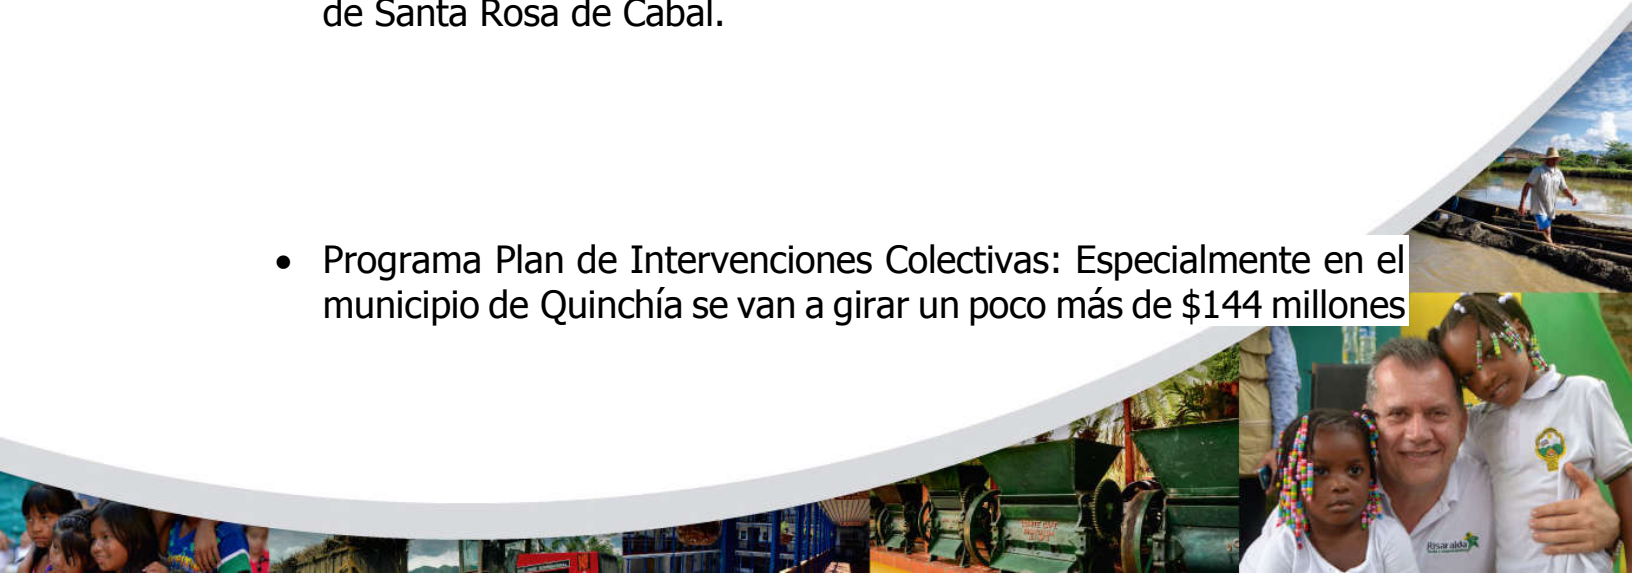 de Santa Rosa de Cabal.
• Programa Plan de Intervenciones Colectivas: Especialmente en el
municipio de Quinchía se van a girar un poco más de $144 millones
Risaralda